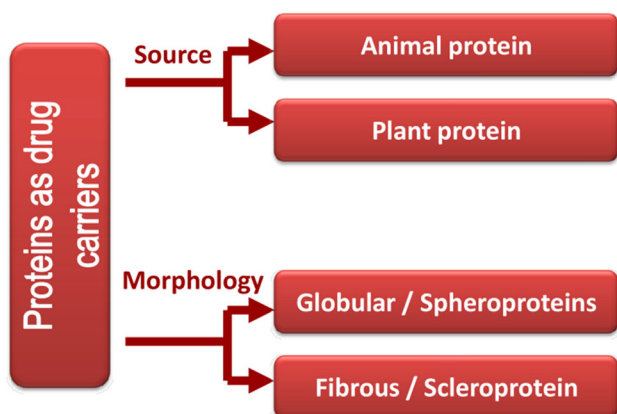 Proteins as drug
carriers
Source
Animal protein
Plant protein
Morphology
Globular / Spheroproteins
Fibrous / Scleroprotein